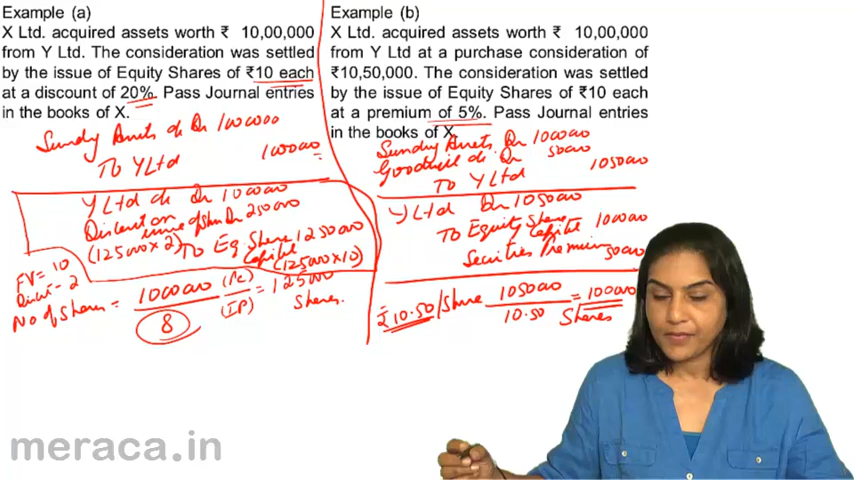 Example (a)
X Ltd. acquired assets worth ₹ 10,00,000
from Y Ltd. The consideration was settled
by the issue of Equity Shares of ₹10 each
at a discount of 20%. Pass Journal entries
in the books of X.
Sundry Assets dr Dr 1000000
To Y Ltd 1000000
Y Ltd dr Dr 1000000
Discount on
issue of Shs Dr 250000
(125000×2) To Eq Share 1250000
Capital (125000×10)
FV = 10
Disct - 2
No of Shares = 1000000 (PC) = 125000
8 (IP) Shares.
Example (b)
X Ltd. acquired assets worth ₹ 10,00,000
from Y Ltd at a purchase consideration of
₹10,50,000. The consideration was settled
by the issue of Equity Shares of ₹10 each
at a premium of 5%. Pass Journal entries
in the books of X.
Sundry Assets Dr 1000000
Goodwill dr Dr 50000
To Y Ltd 1050000
Y Ltd Dr 1050000
To Equity Share
Capital 1000000
Securities Premium 50000
₹ 10.50/Share 1050000 = 100000
10.50 Shares
meraca.in